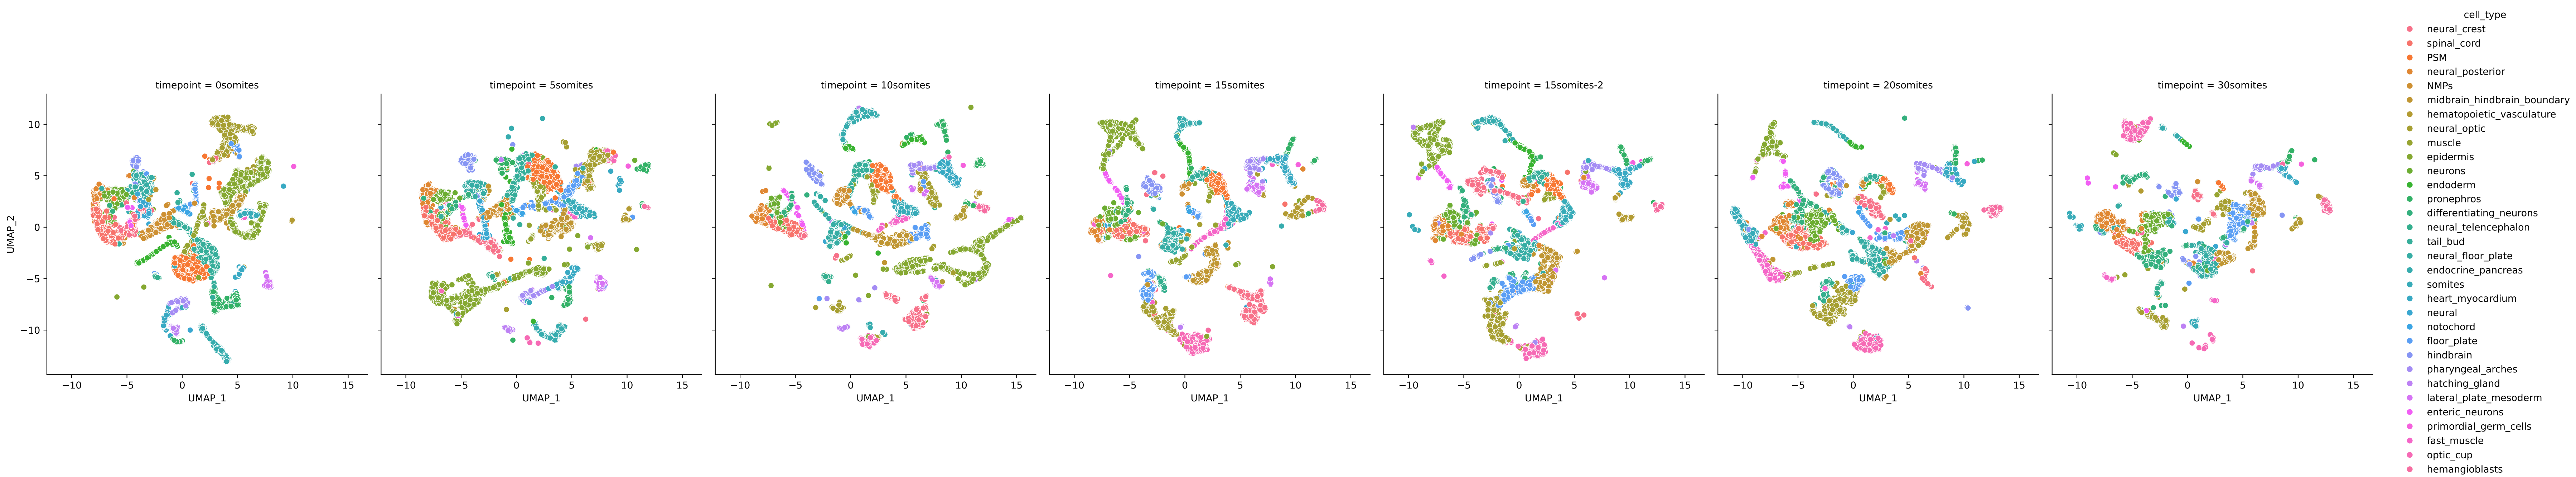 cell_type
neural_crest
spinal_cord
PSM
neural_posterior
NMPs
midbrain_hindbrain_boundary
hematopoietic_vasculature
neural_optic
muscle
epidermis
neurons
endoderm
pronephros
differentiating_neurons
neural_telencephalon
tail_bud
neural_floor_plate
endocrine_pancreas
somites
heart_myocardium
neural
notochord
floor_plate
hindbrain
pharyngeal_arches
hatching_gland
lateral_plate_mesoderm
enteric_neurons
primordial_germ_cells
fast_muscle
optic_cup
hemangioblasts
timepoint = 0somites
timepoint = 5somites
timepoint = 10somites
timepoint = 15somites
timepoint = 15somites-2
timepoint = 20somites
timepoint = 30somites
UMAP_2
10
5
0
−5
−10
−10 −5 0 5 10 15
−10 −5 0 5 10 15
−10 −5 0 5 10 15
−10 −5 0 5 10 15
−10 −5 0 5 10 15
−10 −5 0 5 10 15
−10 −5 0 5 10 15
UMAP_1
UMAP_1
UMAP_1
UMAP_1
UMAP_1
UMAP_1
UMAP_1